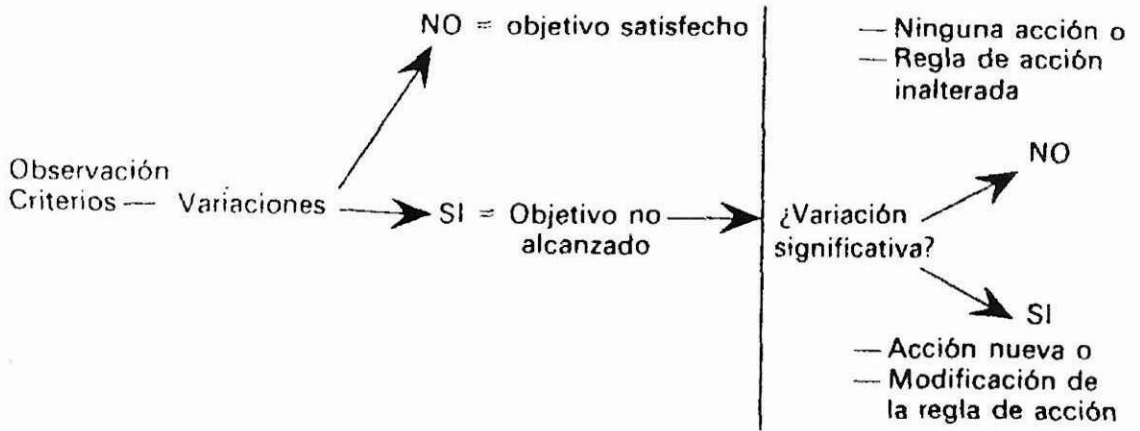 NO = objetivo satisfecho
— Ninguna acción o
— Regla de acción
inalterada
Observación
Criterios — Variaciones
SI = Objetivo no
alcanzado
¿Variación
significativa?
NO
SI
— Acción nueva o
— Modificación de
la regla de acción